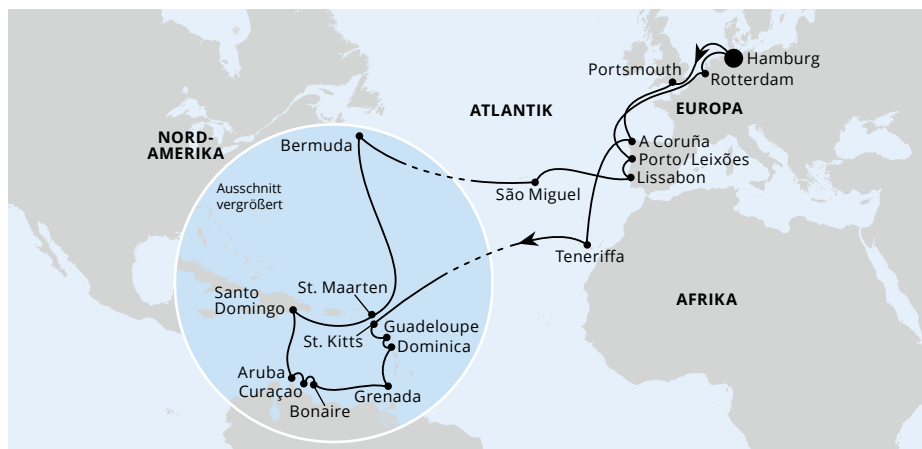 Hamburg
Portsmouth
Rotterdam
ATLANTIK
EUROPA
NORD-
AMERIKA
Bermuda
A Coruña
Porto/Leixões
Lissabon
Ausschnitt
vergrößert
São Miguel
Teneriffa
St. Maarten
Santo
Domingo
AFRIKA
Guadeloupe
St. Kitts
Dominica
Aruba
Curaçao
Grenada
Bonaire